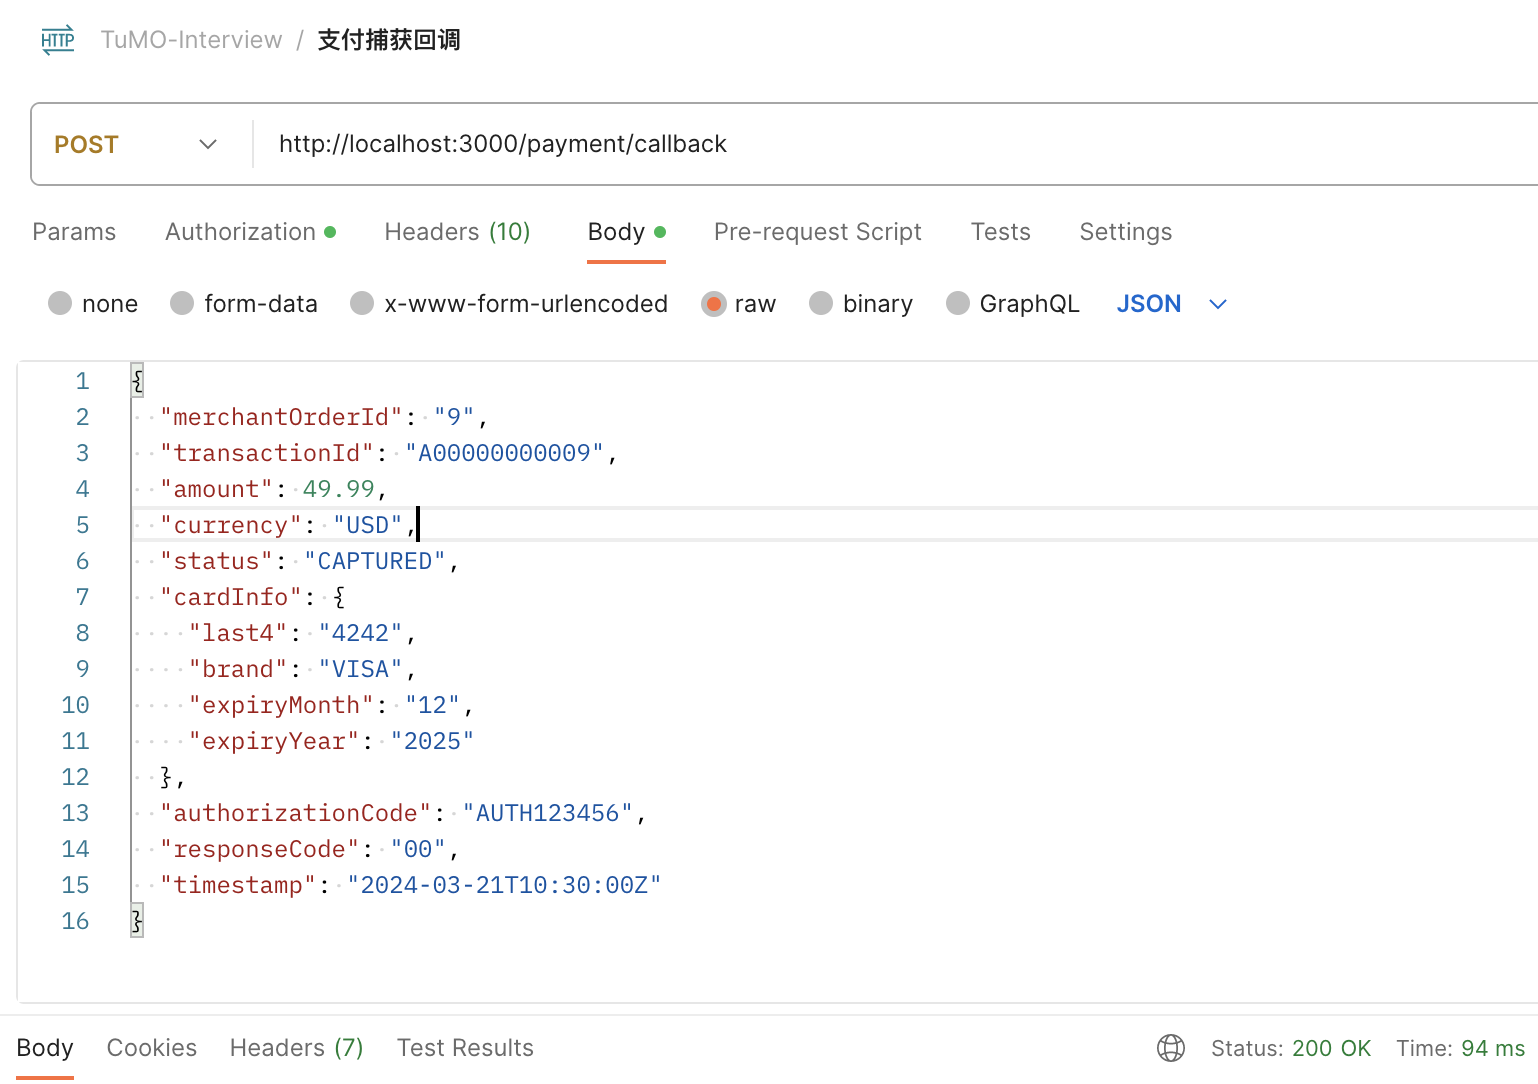 HTTP TuMO-Interview / 支付捕获回调
POST http://localhost:3000/payment/callback
Params Authorization Headers (10) Body Pre-request Script Tests Settings
none form-data x-www-form-urlencoded raw binary GraphQL JSON
1 {
2 "merchantOrderId": "9",
3 "transactionId": "A00000000009",
4 "amount": 49.99,
5 "currency": "USD",
6 "status": "CAPTURED",
7 "cardInfo": {
8 "last4": "4242",
9 "brand": "VISA",
10 "expiryMonth": "12",
11 "expiryYear": "2025"
12 },
13 "authorizationCode": "AUTH123456",
14 "responseCode": "00",
15 "timestamp": "2024-03-21T10:30:00Z"
16 }
Body Cookies Headers (7) Test Results Status: 200 OK Time: 94 ms